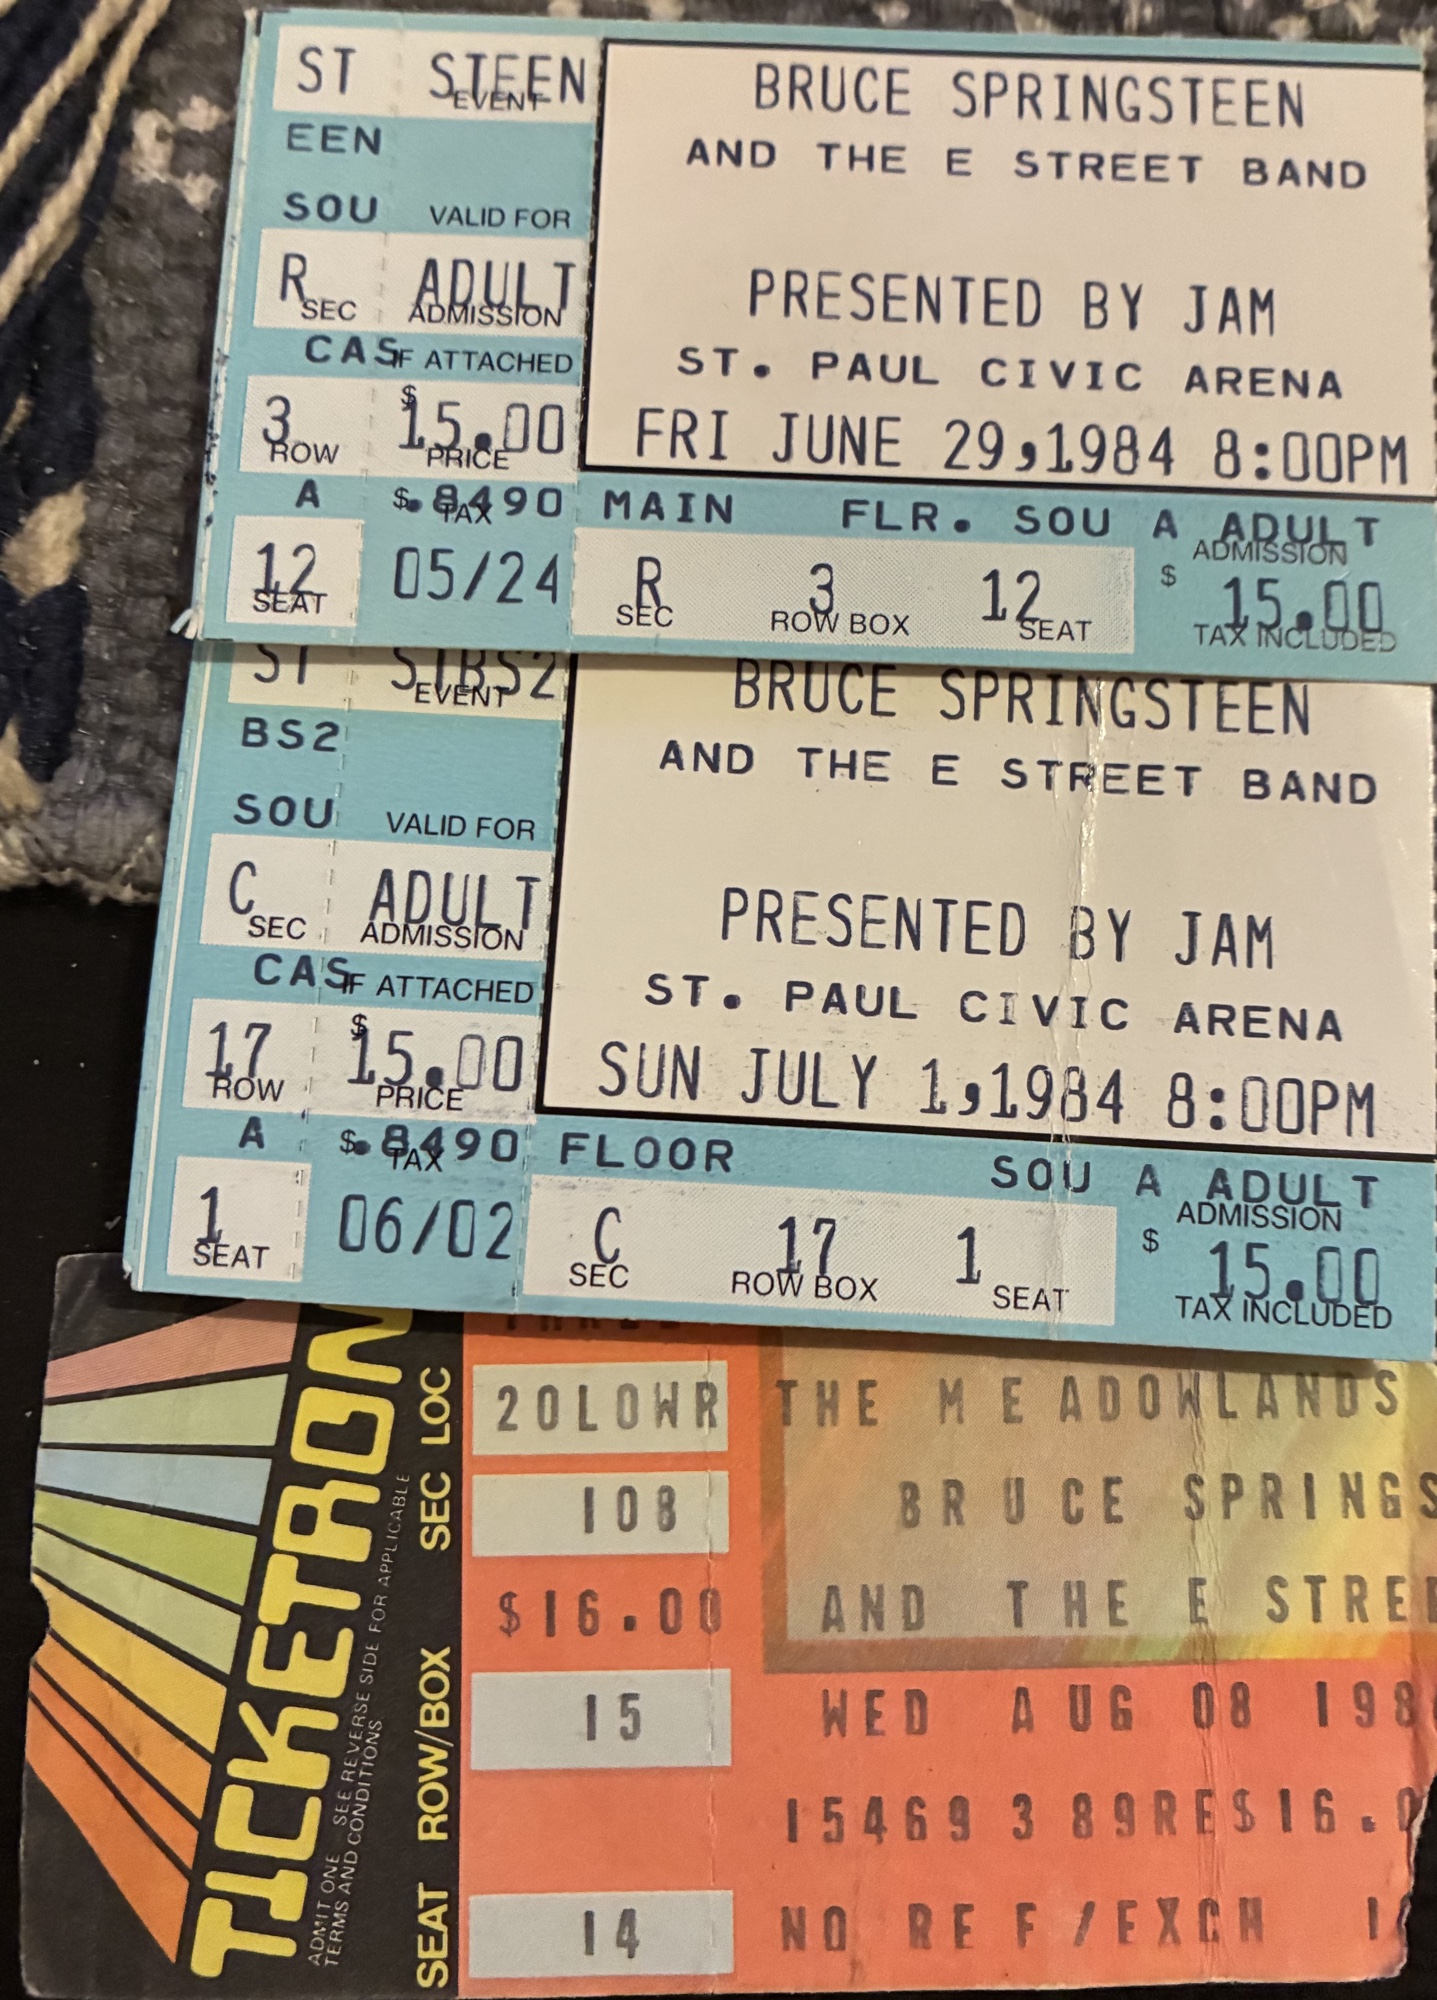 ST STEEN
EVENT
BRUCE SPRINGSTEEN
EEN
AND THE E STREET BAND
SOU VALID FOR
R ADULT
SEC ADMISSION
PRESENTED BY JAM
CAS IF ATTACHED
ST. PAUL CIVIC ARENA
3 $15.00
ROW PRICE
FRI JUNE 29,1984 8:00PM
A $.8490 MAIN FLR. SOU A ADULT
TAX ADMISSION
12 05/24 R 3 12 $ 15.00
SEAT SEC ROW BOX SEAT TAX INCLUDED
ST STBS2
EVENT
BRUCE SPRINGSTEEN
BS2
AND THE E STREET BAND
SOU VALID FOR
C ADULT
SEC ADMISSION
PRESENTED BY JAM
CAS IF ATTACHED
ST. PAUL CIVIC ARENA
17 $15.00
ROW PRICE
SUN JULY 1,1984 8:00PM
A $.8490 FLOOR SOU A ADULT
TAX ADMISSION
1 06/02 C 17 1 $ 15.00
SEAT SEC ROW BOX SEAT TAX INCLUDED
TICKETRON
ADMIT ONE SEE REVERSE SIDE FOR APPLICABLE
TERMS AND CONDITIONS
SEAT ROW/BOX SEC LOC
20LOWR THE MEADOWLANDS
108 BRUCE SPRINGS
$16.00 AND THE E STREE
15 WED AUG 08 198
15469 3 89RES$16.0
14 NO REF/EXCH 1